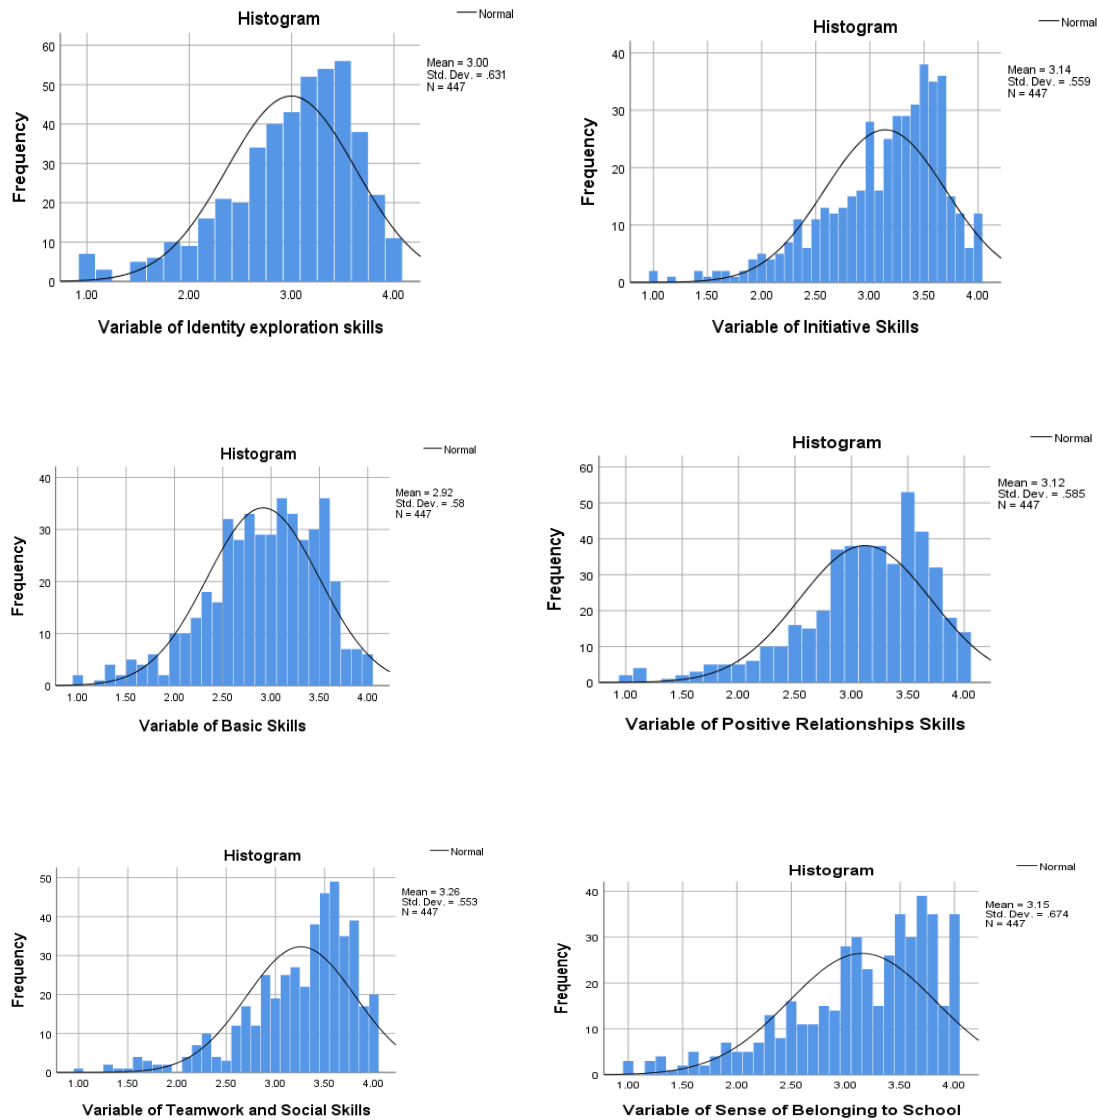 Histogram
Normal
Mean = 3.00
Std. Dev. = .631
N = 447
60
50
40
30
20
10
0
Frequency
1.00 2.00 3.00 4.00
Variable of Identity exploration skills
Histogram
Normal
Mean = 3.14
Std. Dev. = .559
N = 447
40
30
20
10
0
Frequency
1.00 1.50 2.00 2.50 3.00 3.50 4.00
Variable of Initiative Skills
Histogram
Normal
Mean = 2.92
Std. Dev. = .58
N = 447
40
30
20
10
0
Frequency
1.00 1.50 2.00 2.50 3.00 3.50 4.00
Variable of Basic Skills
Histogram
Normal
Mean = 3.12
Std. Dev. = .585
N = 447
60
50
40
30
20
10
0
Frequency
1.00 1.50 2.00 2.50 3.00 3.50 4.00
Variable of Positive Relationships Skills
Histogram
Normal
Mean = 3.26
Std. Dev. = .553
N = 447
50
40
30
20
10
0
Frequency
1.00 1.50 2.00 2.50 3.00 3.50 4.00
Variable of Teamwork and Social Skills
Histogram
Normal
Mean = 3.15
Std. Dev. = .674
N = 447
40
30
20
10
0
Frequency
1.00 1.50 2.00 2.50 3.00 3.50 4.00
Variable of Sense of Belonging to School